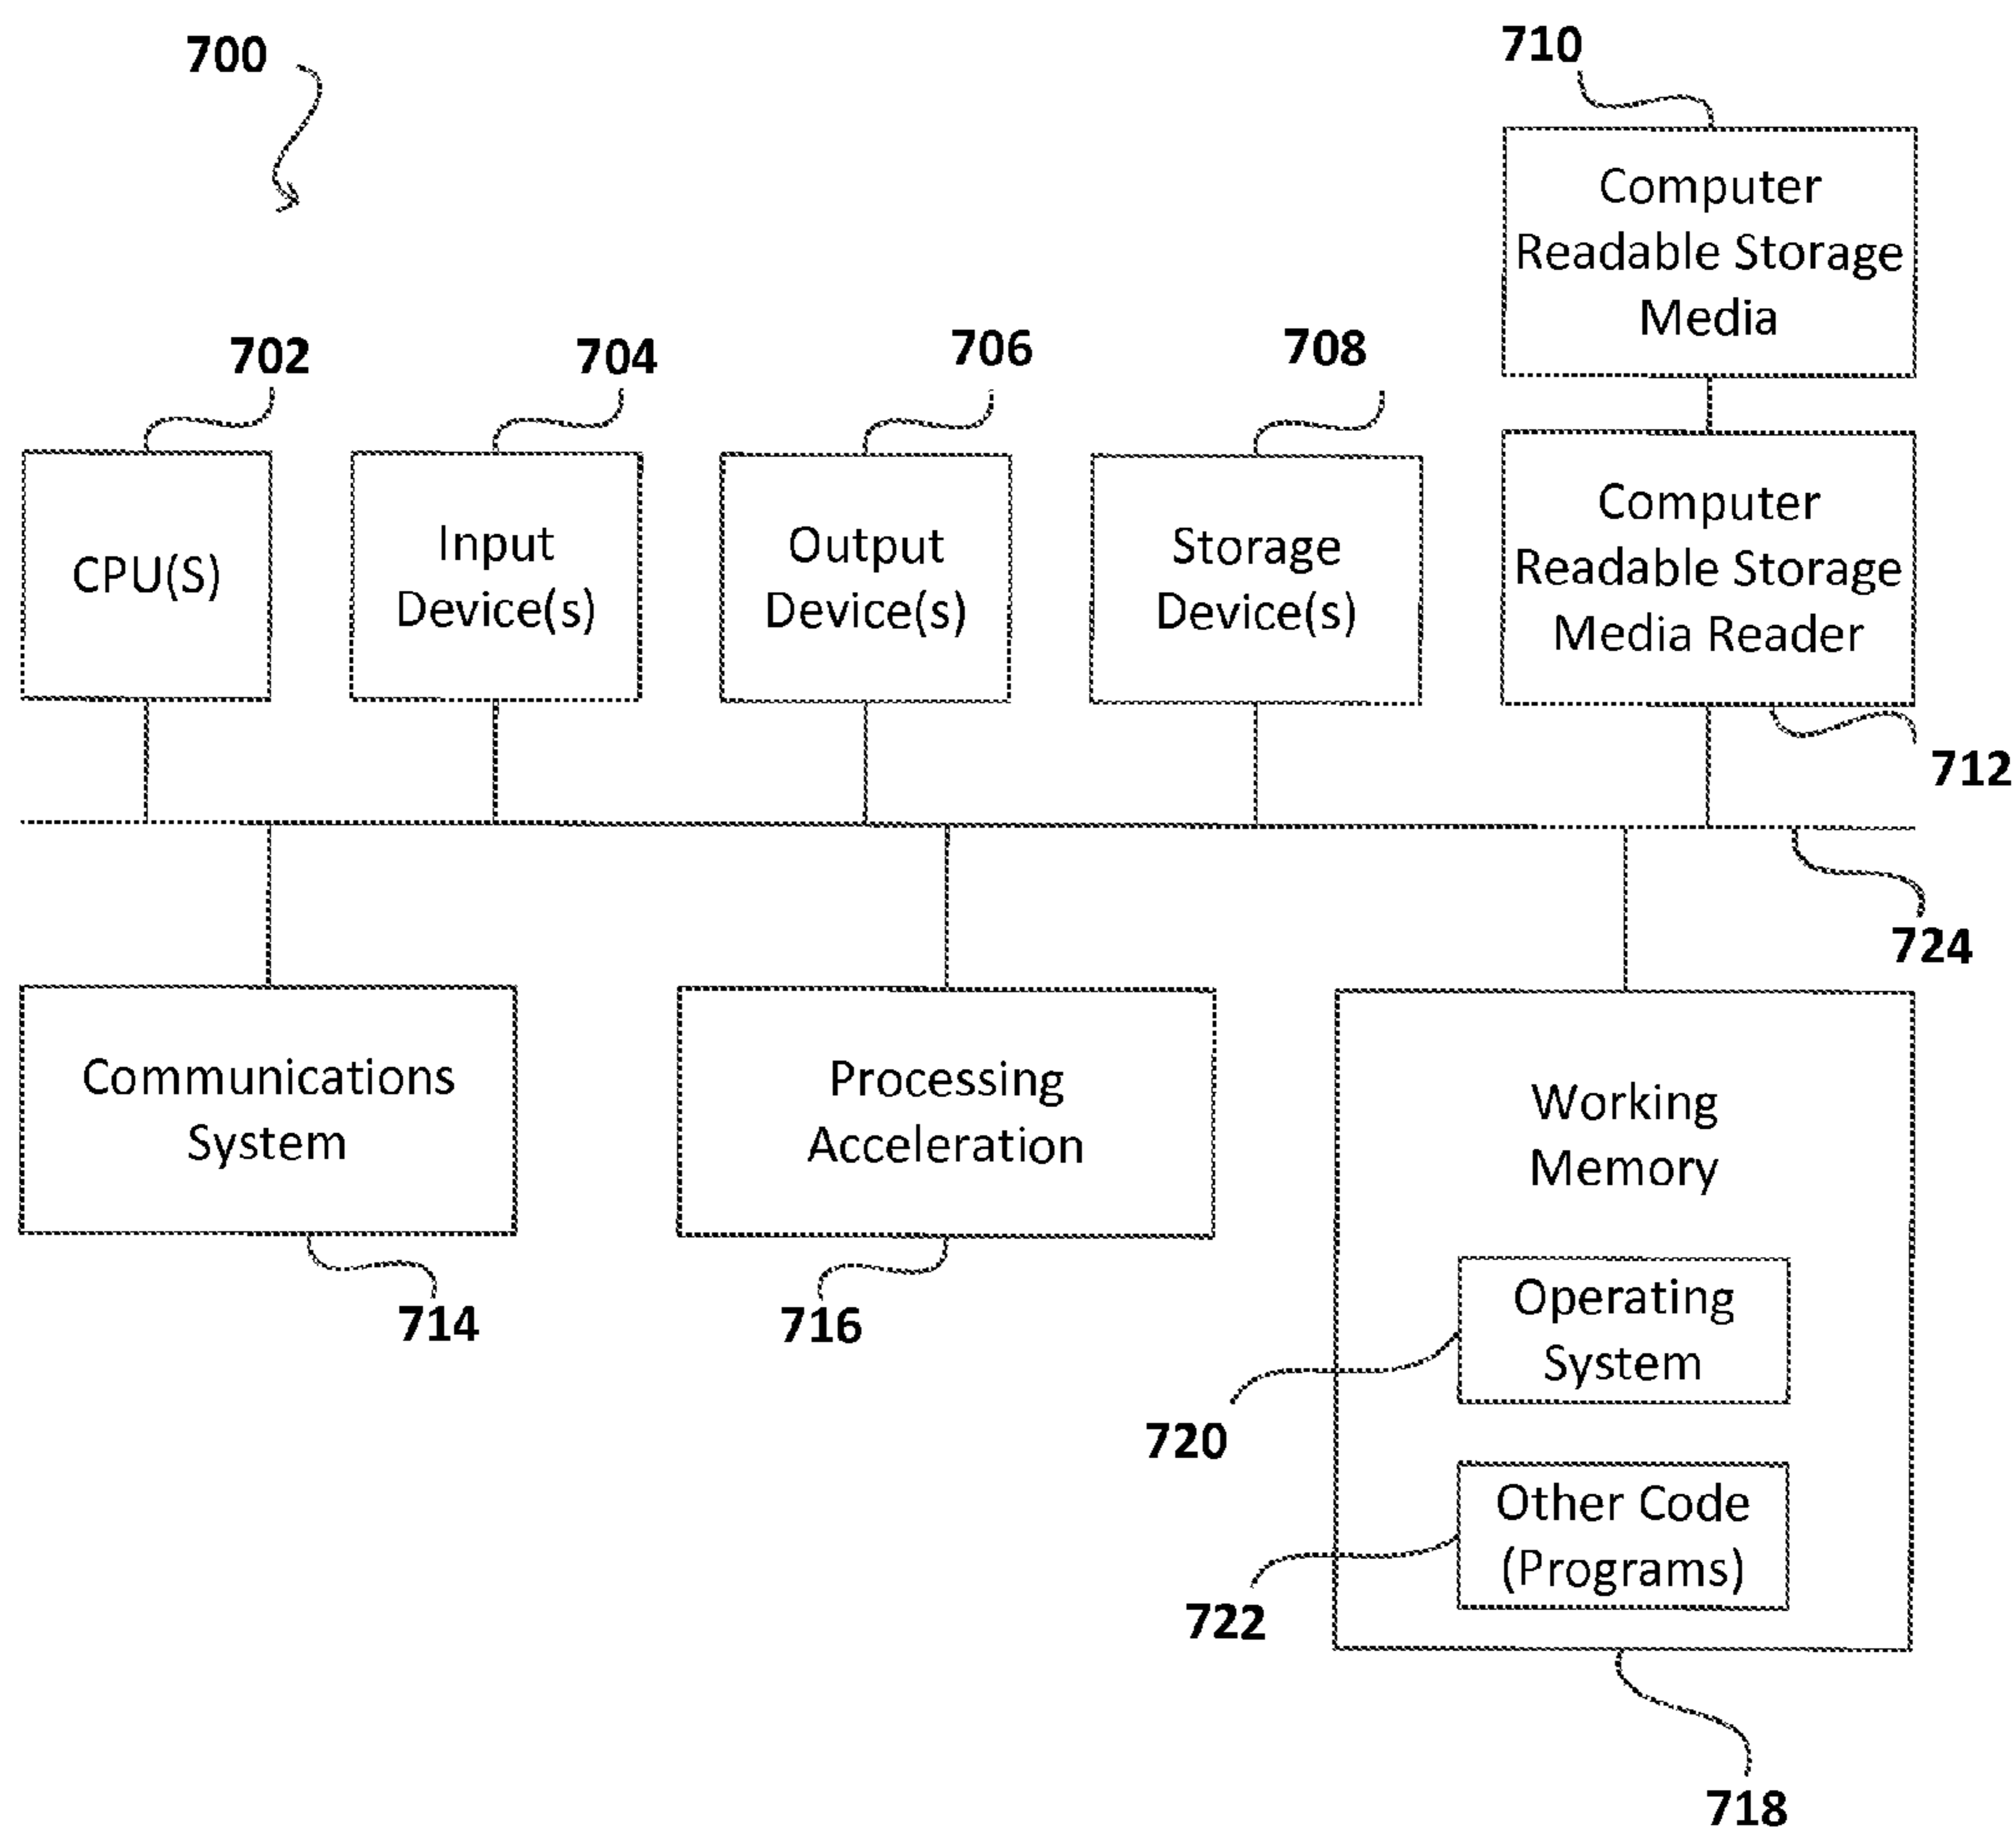 700
710
Computer
Readable Storage
Media
702
704
706
708
CPU(S)
Input
Device(s)
Output
Device(s)
Storage
Device(s)
Computer
Readable Storage
Media Reader
712
724
Communications
System
Processing
Acceleration
Working
Memory
714
716
Operating
System
720
Other Code
(Programs)
722
718